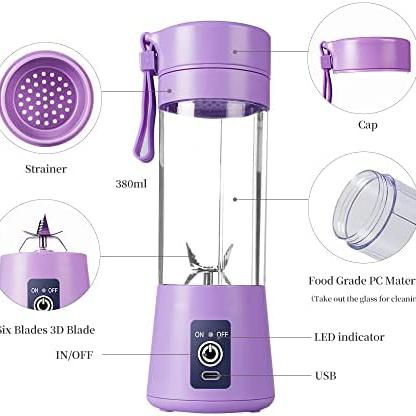 Strainer
Cap
380ml
ON OFF
Six Blades 3D Blade
Food Grade PC Mater
(Take out the glass for cleanin
ON OFF
LED indicator
IN/OFF
USB